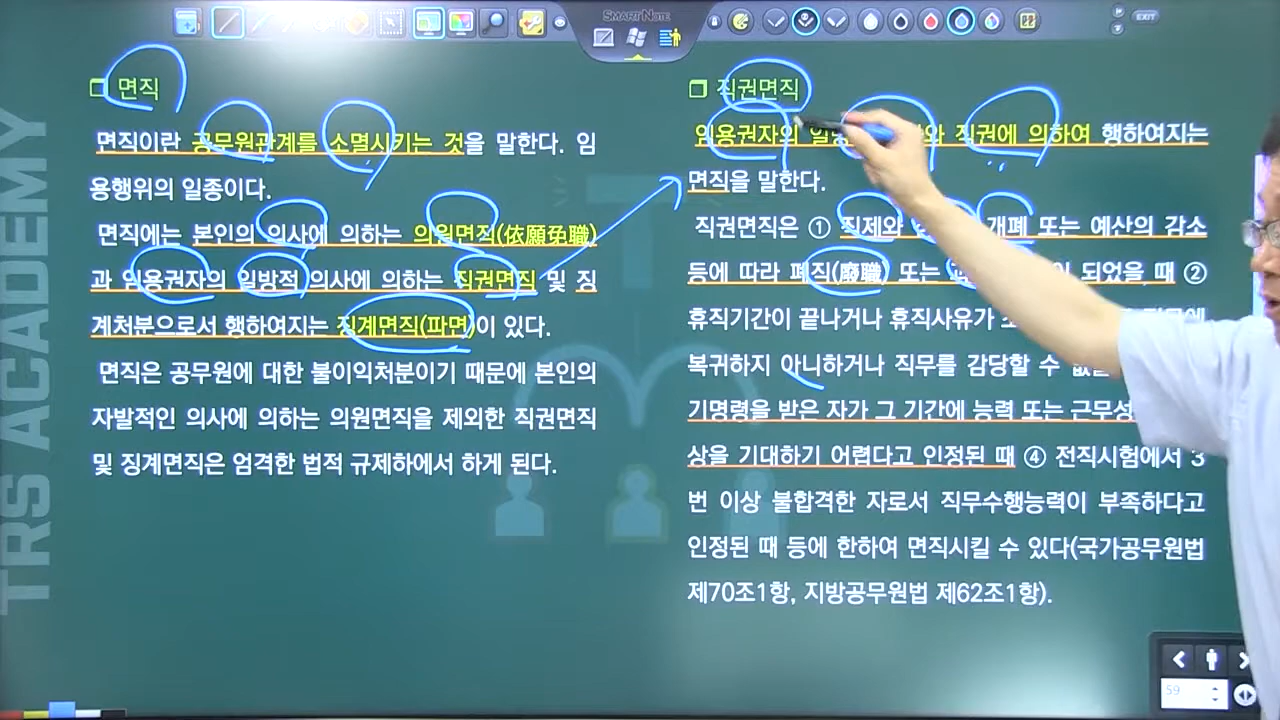 SMART NOTE
EXIT
TRS ACADEMY
❒ 면직
면직이란 공무원관계를 소멸시키는 것을 말한다. 임
용행위의 일종이다.
면직에는 본인의 의사에 의하는 의원면직(依願免職)
과 임용권자의 일방적 의사에 의하는 직권면직 및 징
계처분으로서 행하여지는 징계면직(파면)이 있다.
면직은 공무원에 대한 불이익처분이기 때문에 본인의
자발적인 의사에 의하는 의원면직을 제외한 직권면직
및 징계면직은 엄격한 법적 규제하에서 하게 된다.
❒ 직권면직
임용권자의 직권에 의하여 행하여지는
면직을 말한다.
직권면직은 ① 직제와 개폐 또는 예산의 감소
등에 따라 폐직(廢職) 또는 되었을 때 ②
휴직기간이 끝나거나 휴직사유가
복귀하지 아니하거나 직무를 감당할 수
기명령을 받은 자가 그 기간에 능력 또는
상을 기대하기 어렵다고 인정된 때 ④ 전직시험에서 3
번 이상 불합격한 자로서 직무수행능력이 부족하다고
인정된 때 등에 한하여 면직시킬 수 있다(국가공무원법
제70조1항, 지방공무원법 제62조1항).
59